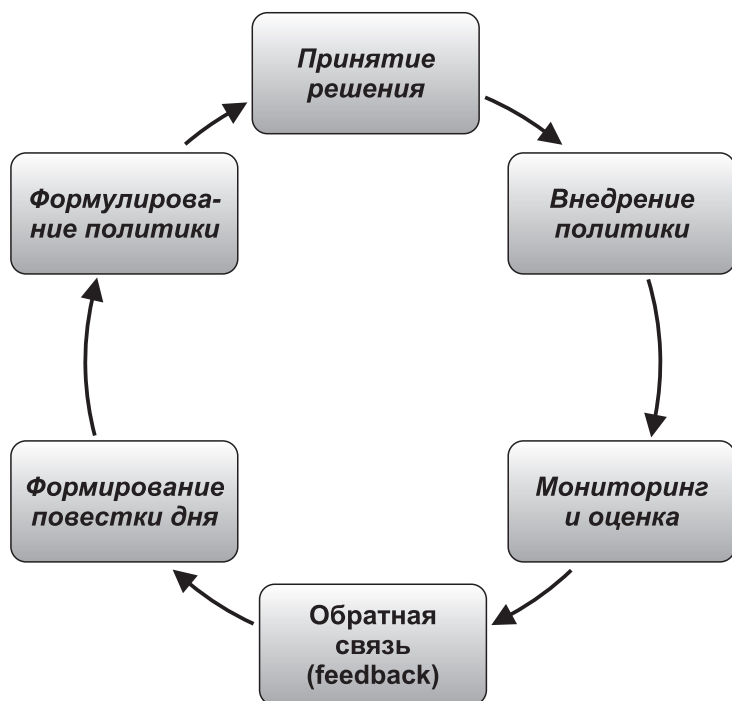 Принятие
решения
Формулирова-
ние политики
Внедрение
политики
Формирование
повестки дня
Мониторинг
и оценка
Обратная
связь
(feedback)